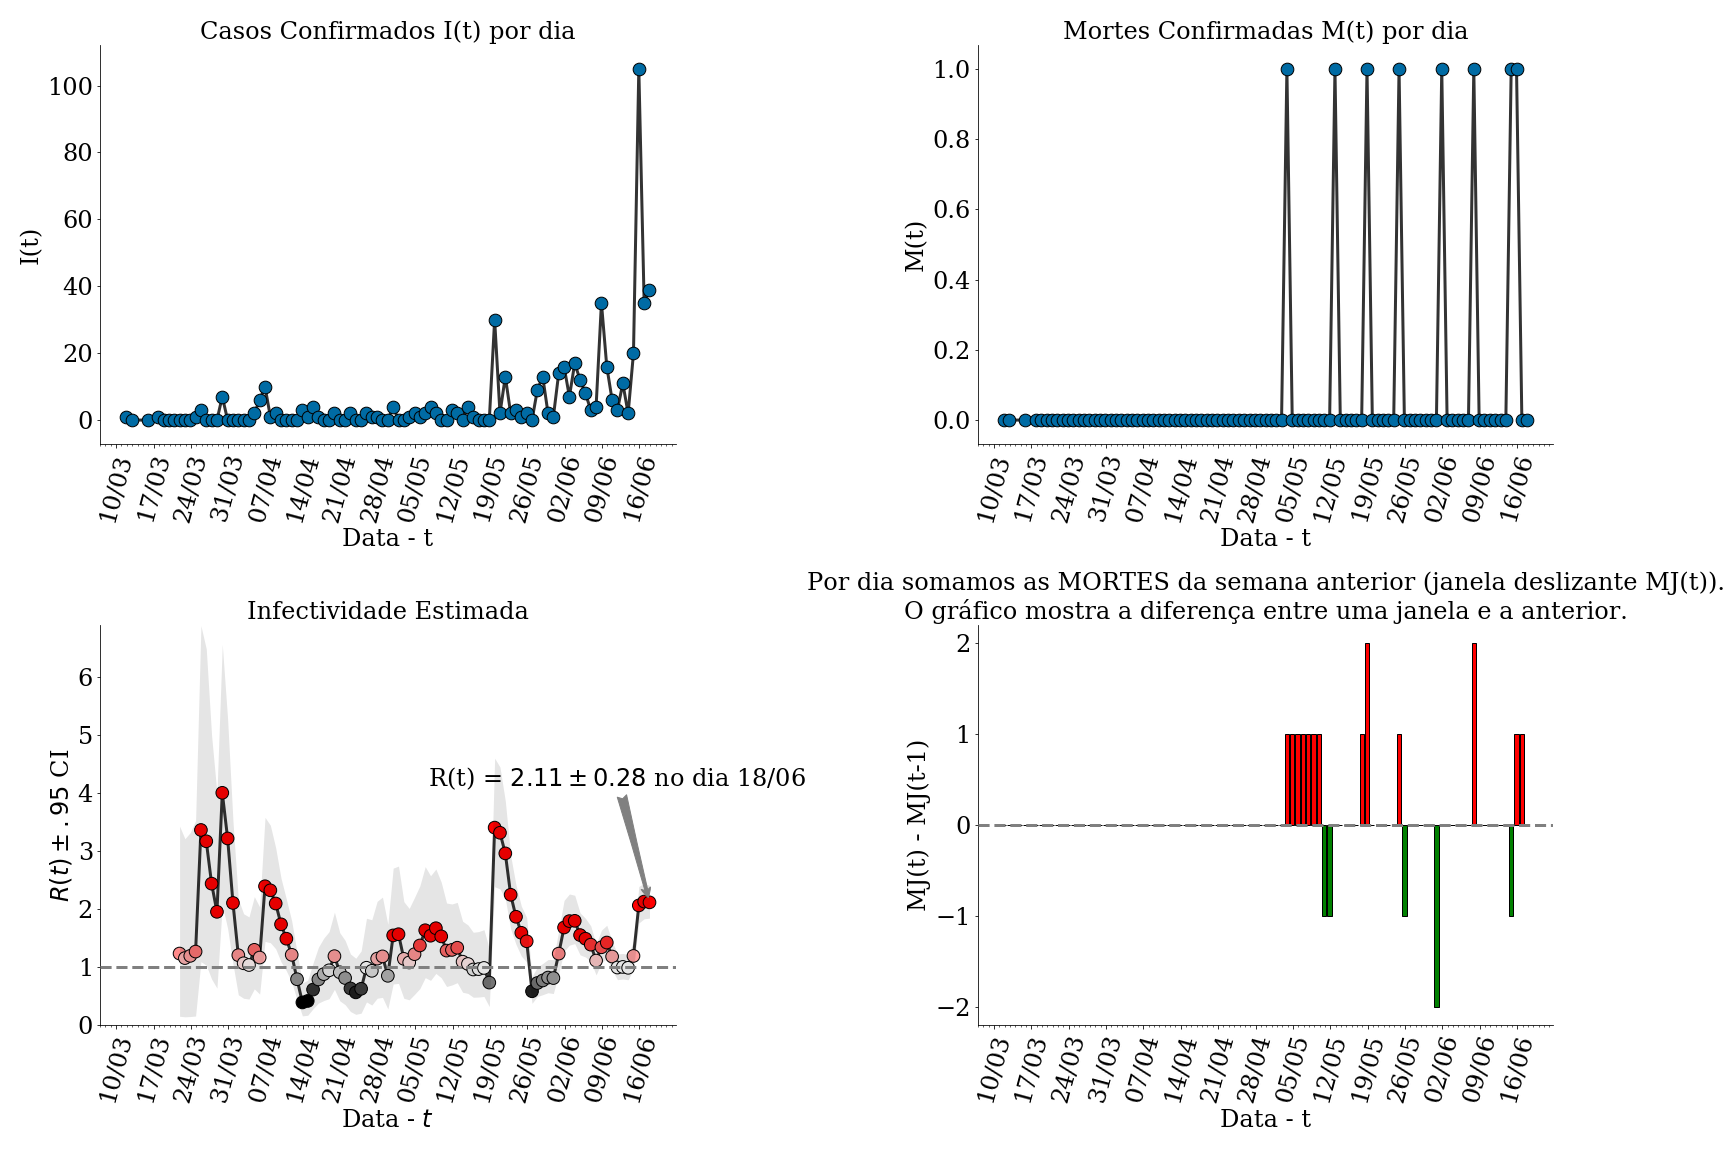 Casos Confirmados I(t) por dia
I(t)
100
80
60
40
20
0
10/03 17/03 24/03 31/03 07/04 14/04 21/04 28/04 05/05 12/05 19/05 26/05 02/06 09/06 16/06
Data - t
Mortes Confirmadas M(t) por dia
M(t)
1.0
0.8
0.6
0.4
0.2
0.0
10/03 17/03 24/03 31/03 07/04 14/04 21/04 28/04 05/05 12/05 19/05 26/05 02/06 09/06 16/06
Data - t
Infectividade Estimada
R(t) ± .95 CI
6
5
4
3
2
1
0
R(t) = 2.11 ± 0.28 no dia 18/06
10/03 17/03 24/03 31/03 07/04 14/04 21/04 28/04 05/05 12/05 19/05 26/05 02/06 09/06 16/06
Data - t
Por dia somamos as MORTES da semana anterior (janela deslizante MJ(t)).
O gráfico mostra a diferença entre uma janela e a anterior.
MJ(t) - MJ(t-1)
2
1
0
−1
−2
10/03 17/03 24/03 31/03 07/04 14/04 21/04 28/04 05/05 12/05 19/05 26/05 02/06 09/06 16/06
Data - t